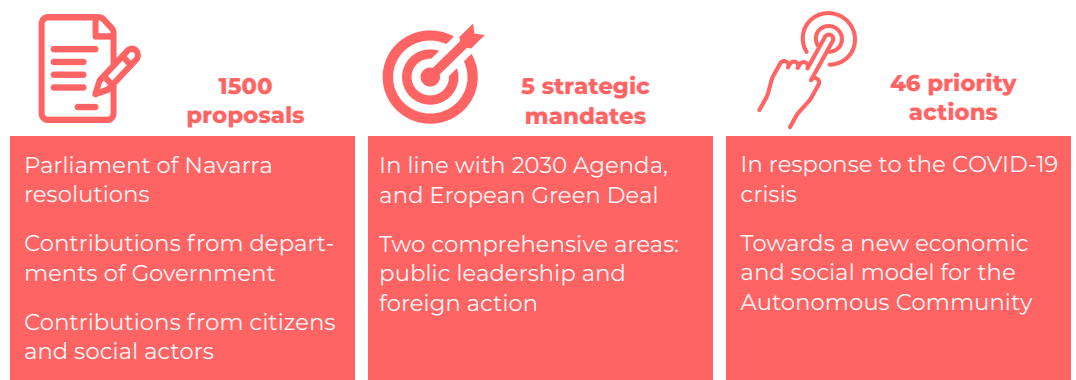 1500
proposals
Parliament of Navarra
resolutions
Contributions from depart-
ments of Government
Contributions from citizens
and social actors
5 strategic
mandates
In line with 2030 Agenda,
and Eropean Green Deal
Two comprehensive areas:
public leadership and
foreign action
46 priority
actions
In response to the COVID-19
crisis
Towards a new economic
and social model for the
Autonomous Community